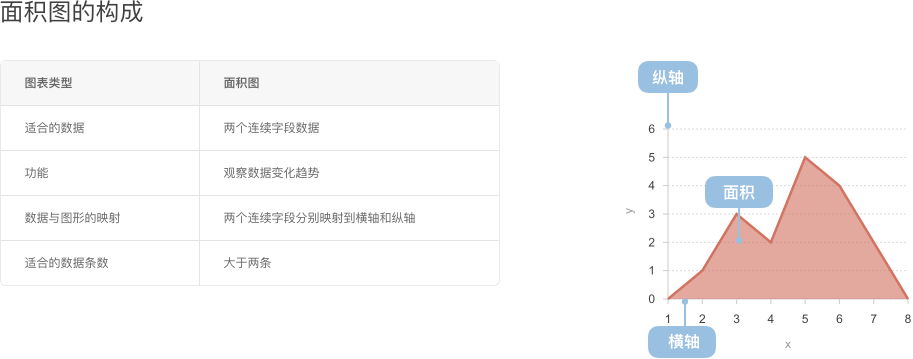 面积图的构成
图表类型 面积图
适合的数据 两个连续字段数据
功能 观察数据变化趋势
数据与图形的映射 两个连续字段分别映射到横轴和纵轴
适合的数据条数 大于两条
纵轴
6
5
4
面积
3
y
2
1
0
1 2 3 4 5 6 7 8
横轴
x